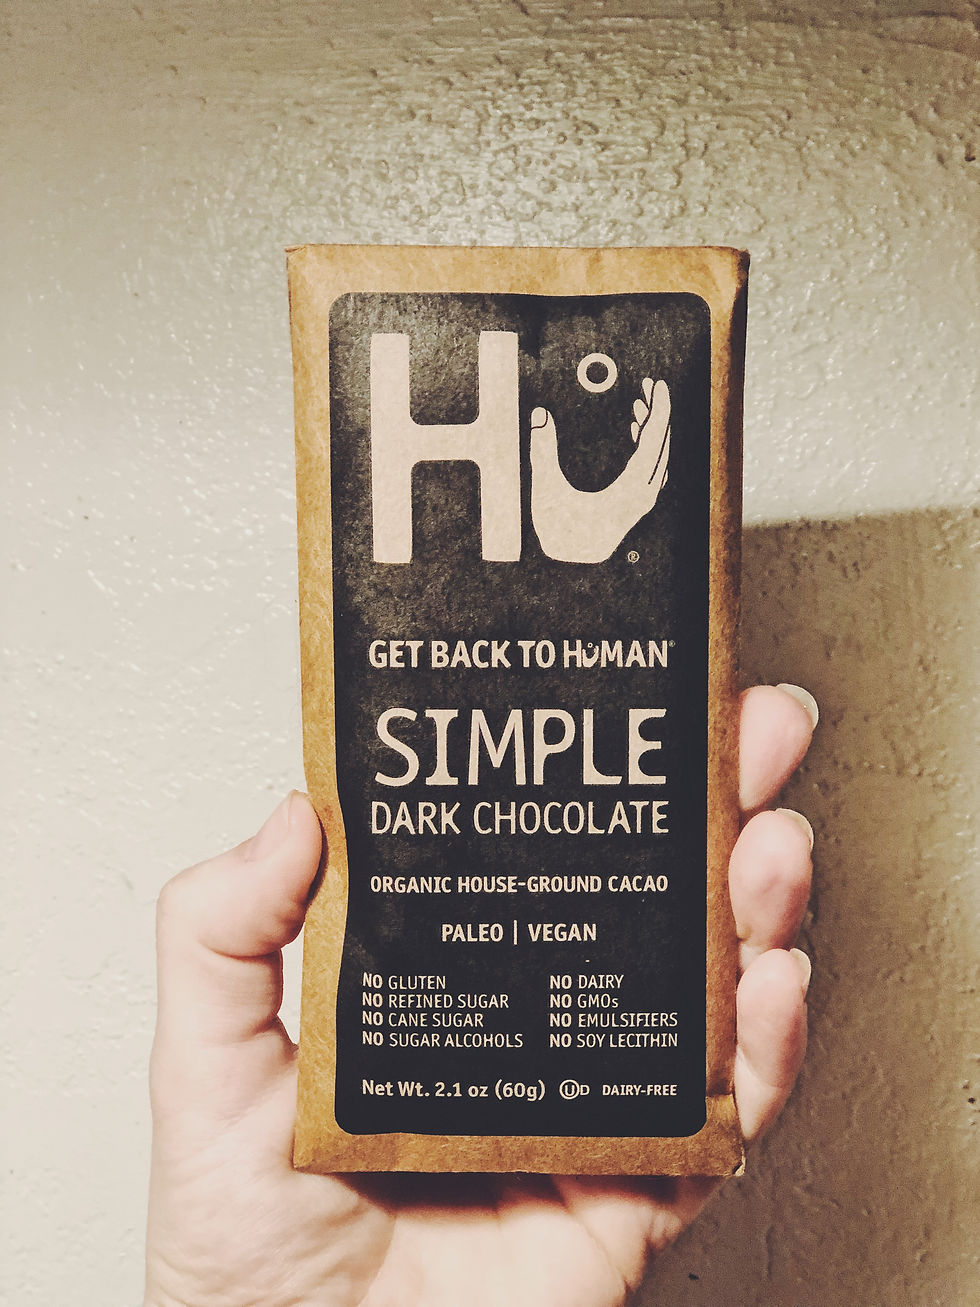 Hu
®
GET BACK TO HUMAN®
SIMPLE
DARK CHOCOLATE
ORGANIC HOUSE-GROUND CACAO
PALEO | VEGAN
NO GLUTEN
NO REFINED SUGAR
NO CANE SUGAR
NO SUGAR ALCOHOLS
NO DAIRY
NO GMOs
NO EMULSIFIERS
NO SOY LECITHIN
Net Wt. 2.1 oz (60g) ⓊD DAIRY-FREE